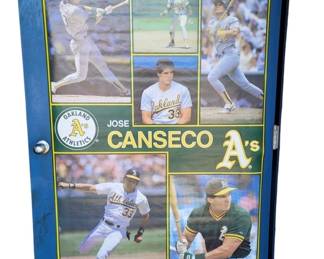 Oakland
33
OAKLAND
ATHLETICS
A's
JOSE
CANSECO
A's
33